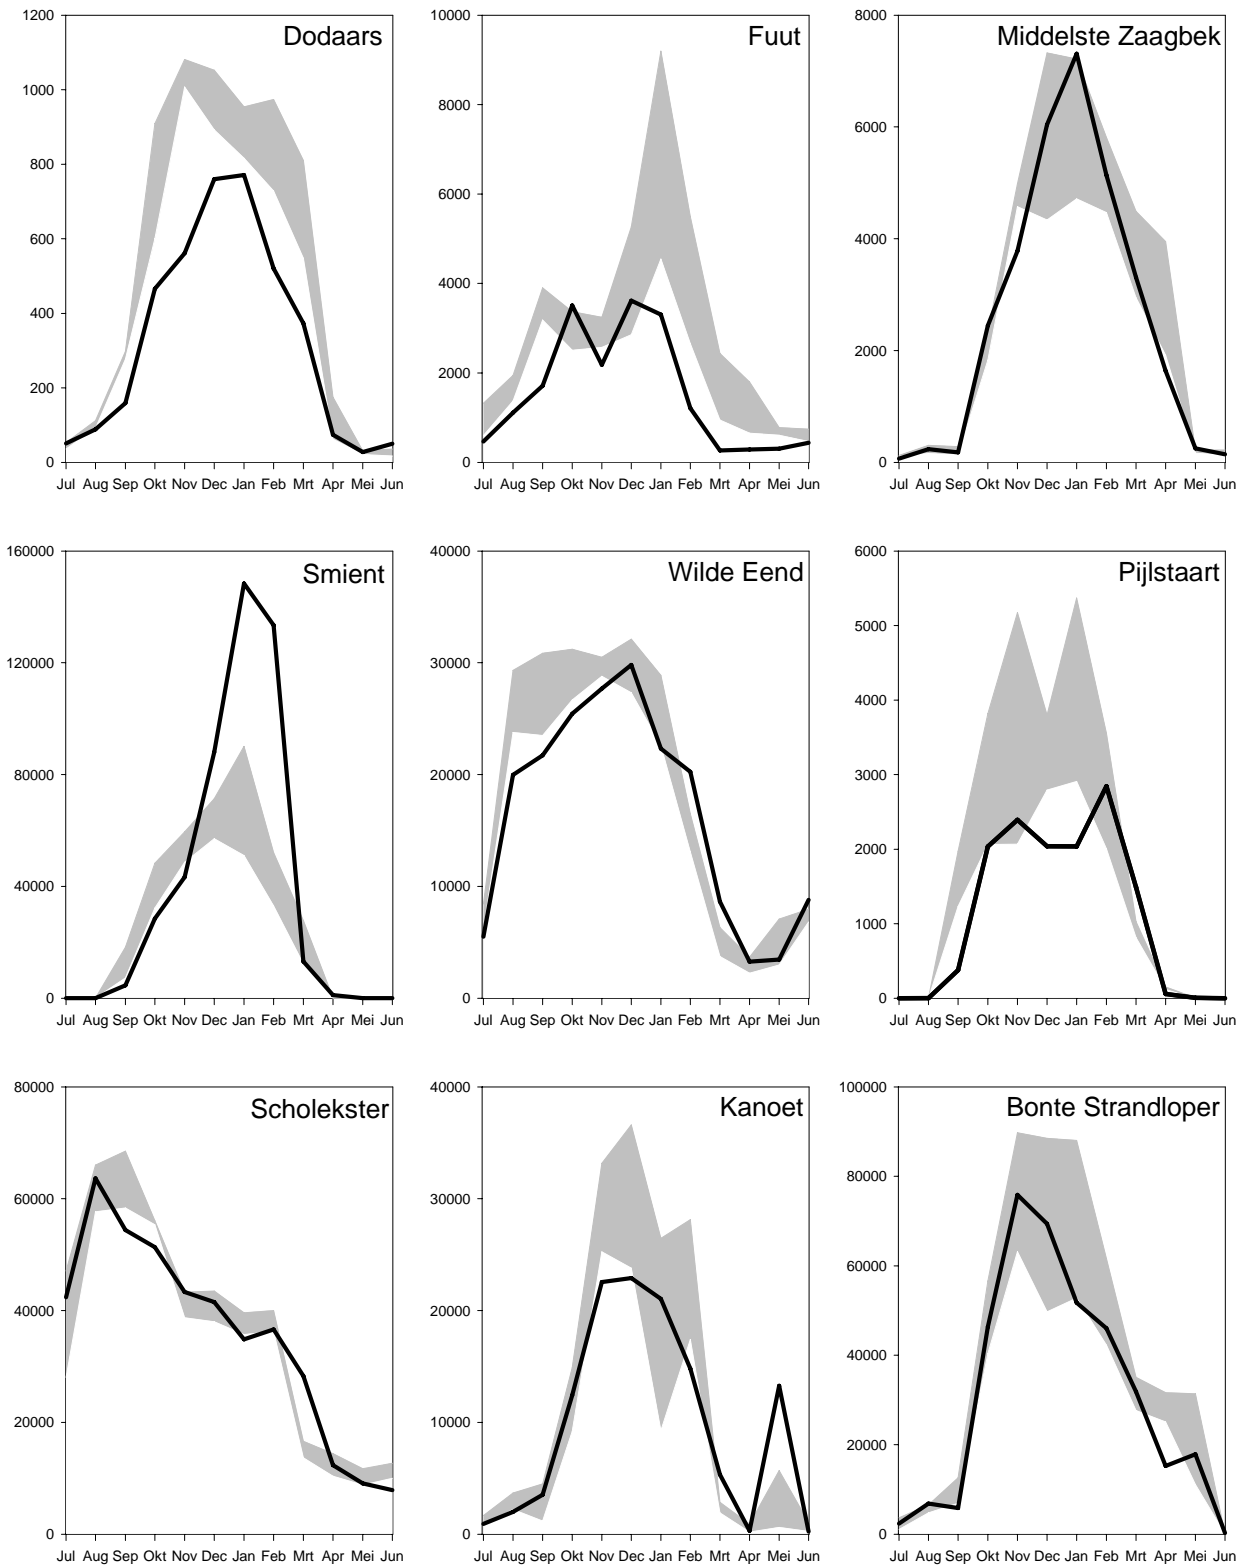 Dodaars
1200
1000
800
600
400
200
0
Jul Aug Sep Okt Nov Dec Jan Feb Mrt Apr Mei Jun
Fuut
10000
8000
6000
4000
2000
0
Jul Aug Sep Okt Nov Dec Jan Feb Mrt Apr Mei Jun
Middelste Zaagbek
8000
6000
4000
2000
0
Jul Aug Sep Okt Nov Dec Jan Feb Mrt Apr Mei Jun
Smient
160000
120000
80000
40000
0
Jul Aug Sep Okt Nov Dec Jan Feb Mrt Apr Mei Jun
Wilde Eend
40000
30000
20000
10000
0
Jul Aug Sep Okt Nov Dec Jan Feb Mrt Apr Mei Jun
Pijlstaart
6000
5000
4000
3000
2000
1000
0
Jul Aug Sep Okt Nov Dec Jan Feb Mrt Apr Mei Jun
Scholekster
80000
60000
40000
20000
0
Jul Aug Sep Okt Nov Dec Jan Feb Mrt Apr Mei Jun
Kanoet
40000
30000
20000
10000
0
Jul Aug Sep Okt Nov Dec Jan Feb Mrt Apr Mei Jun
Bonte Strandloper
100000
80000
60000
40000
20000
0
Jul Aug Sep Okt Nov Dec Jan Feb Mrt Apr Mei Jun